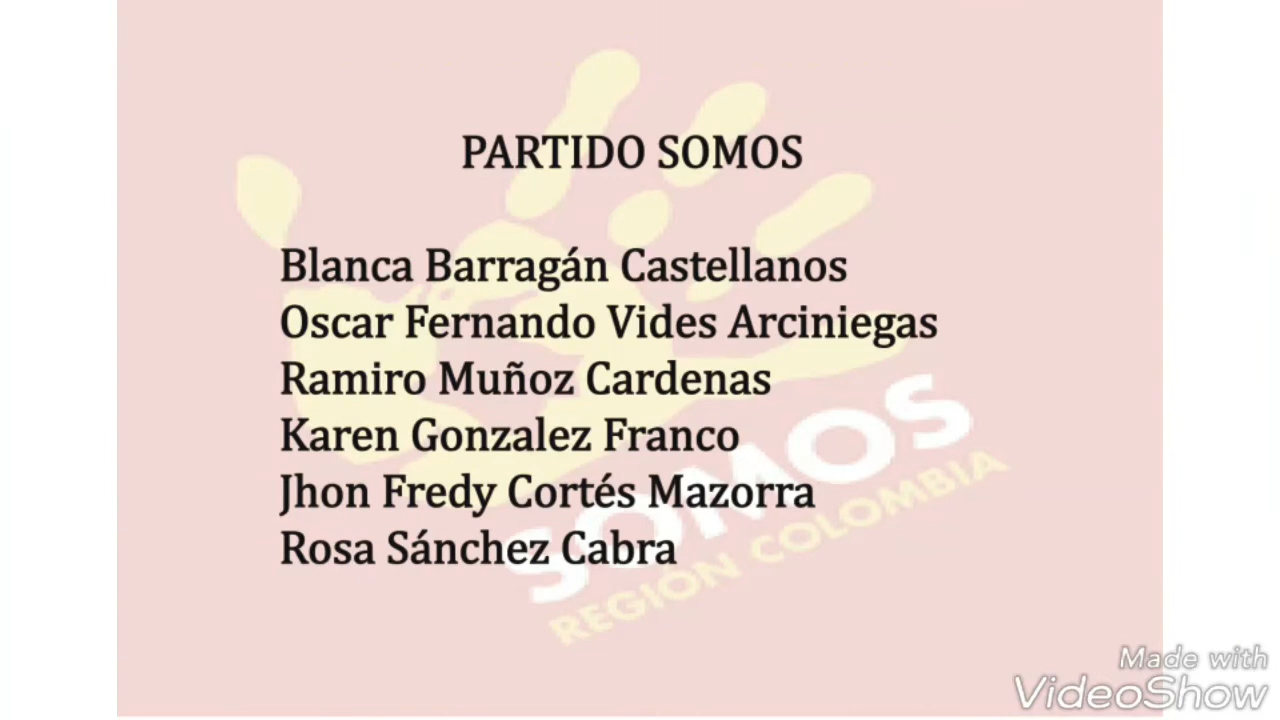 PARTIDO SOMOS
Blanca Barragán Castellanos
Oscar Fernando Vides Arciniegas
Ramiro Muñoz Cardenas
Karen Gonzalez Franco
Jhon Fredy Cortés Mazorra
Rosa Sánchez Cabra
SOMOS
REGIÓN COLOMBIA
Made with
VideoShow